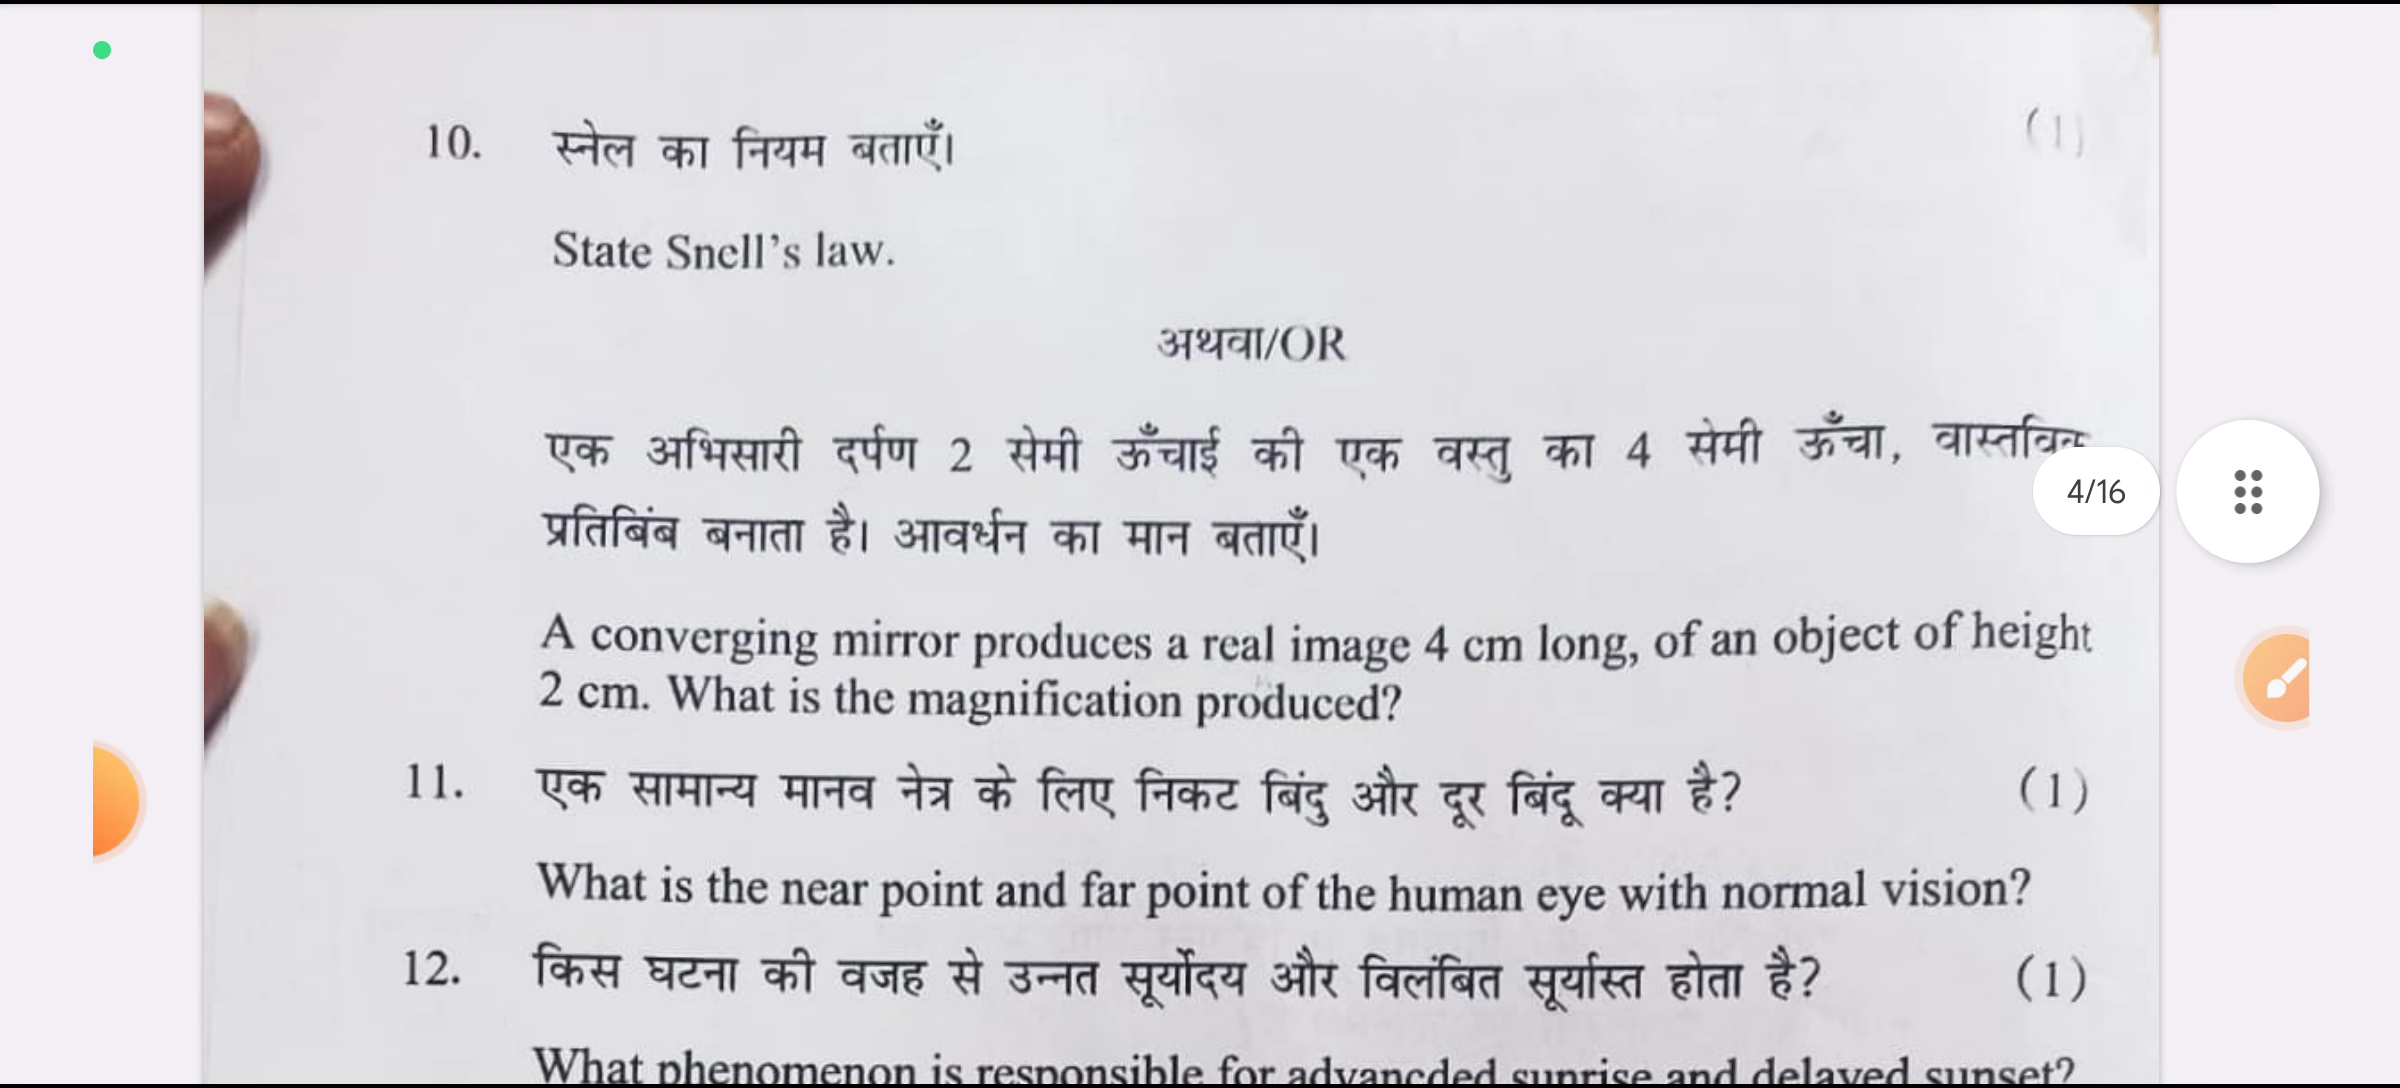 10. स्नेल का नियम बताएँ। (1)
State Snell's law.
अथवा/OR
एक अभिसारी दर्पण 2 सेमी ऊँचाई की एक वस्तु का 4 सेमी ऊँचा, वास्तविक
4/16
प्रतिबिंब बनाता है। आवर्धन का मान बताएँ।
A converging mirror produces a real image 4 cm long, of an object of height
2 cm. What is the magnification produced?
11. एक सामान्य मानव नेत्र के लिए निकट बिंदु और दूर बिंदू क्या है? (1)
What is the near point and far point of the human eye with normal vision?
12. किस घटना की वजह से उन्नत सूर्योदय और विलंबित सूर्यास्त होता है? (1)
What phenomenon is responsible for advancded sunrise and delayed sunset?